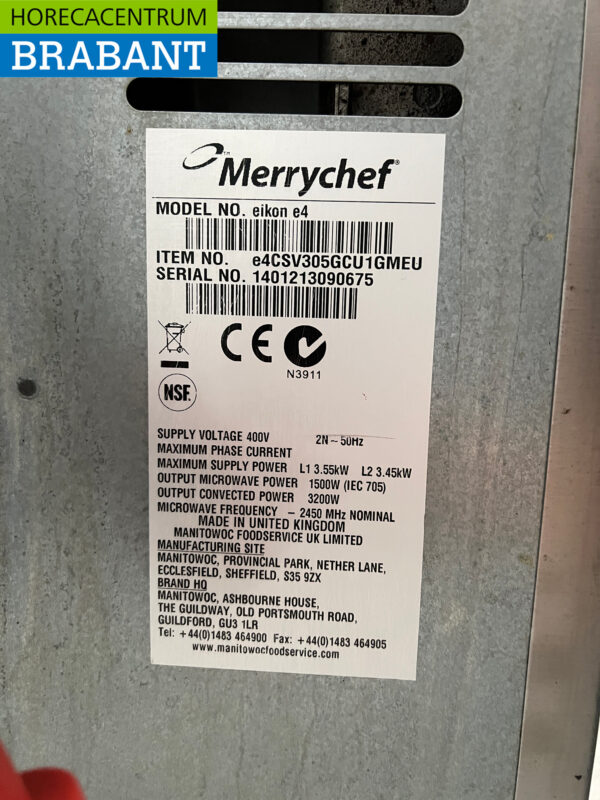 HORECACENTRUM
BRABANT
Merrychef®
MODEL NO. eikon e4
ITEM NO. e4CSV305GCU1GMEU
SERIAL NO. 1401213090675
CE
N3911
NSF.
SUPPLY VOLTAGE 400V 2N~50Hz
MAXIMUM PHASE CURRENT
MAXIMUM SUPPLY POWER L1 3.55kW L2 3.45kW
OUTPUT MICROWAVE POWER 1500W (IEC 705)
OUTPUT CONVECTED POWER 3200W
MICROWAVE FREQUENCY – 2450 MHz NOMINAL
MADE IN UNITED KINGDOM
MANITOWOC FOODSERVICE UK LIMITED
MANUFACTURING SITE
MANITOWOC, PROVINCIAL PARK, NETHER LANE,
ECCLESFIELD, SHEFFIELD, S35 9ZX
BRAND HQ
MANITOWOC, ASHBOURNE HOUSE,
THE GUILDWAY, OLD PORTSMOUTH ROAD,
GUILDFORD, GU3 1LR
Tel: +44(0)1483 464900 Fax: +44(0)1483 464905
www.manitowocfoodservice.com